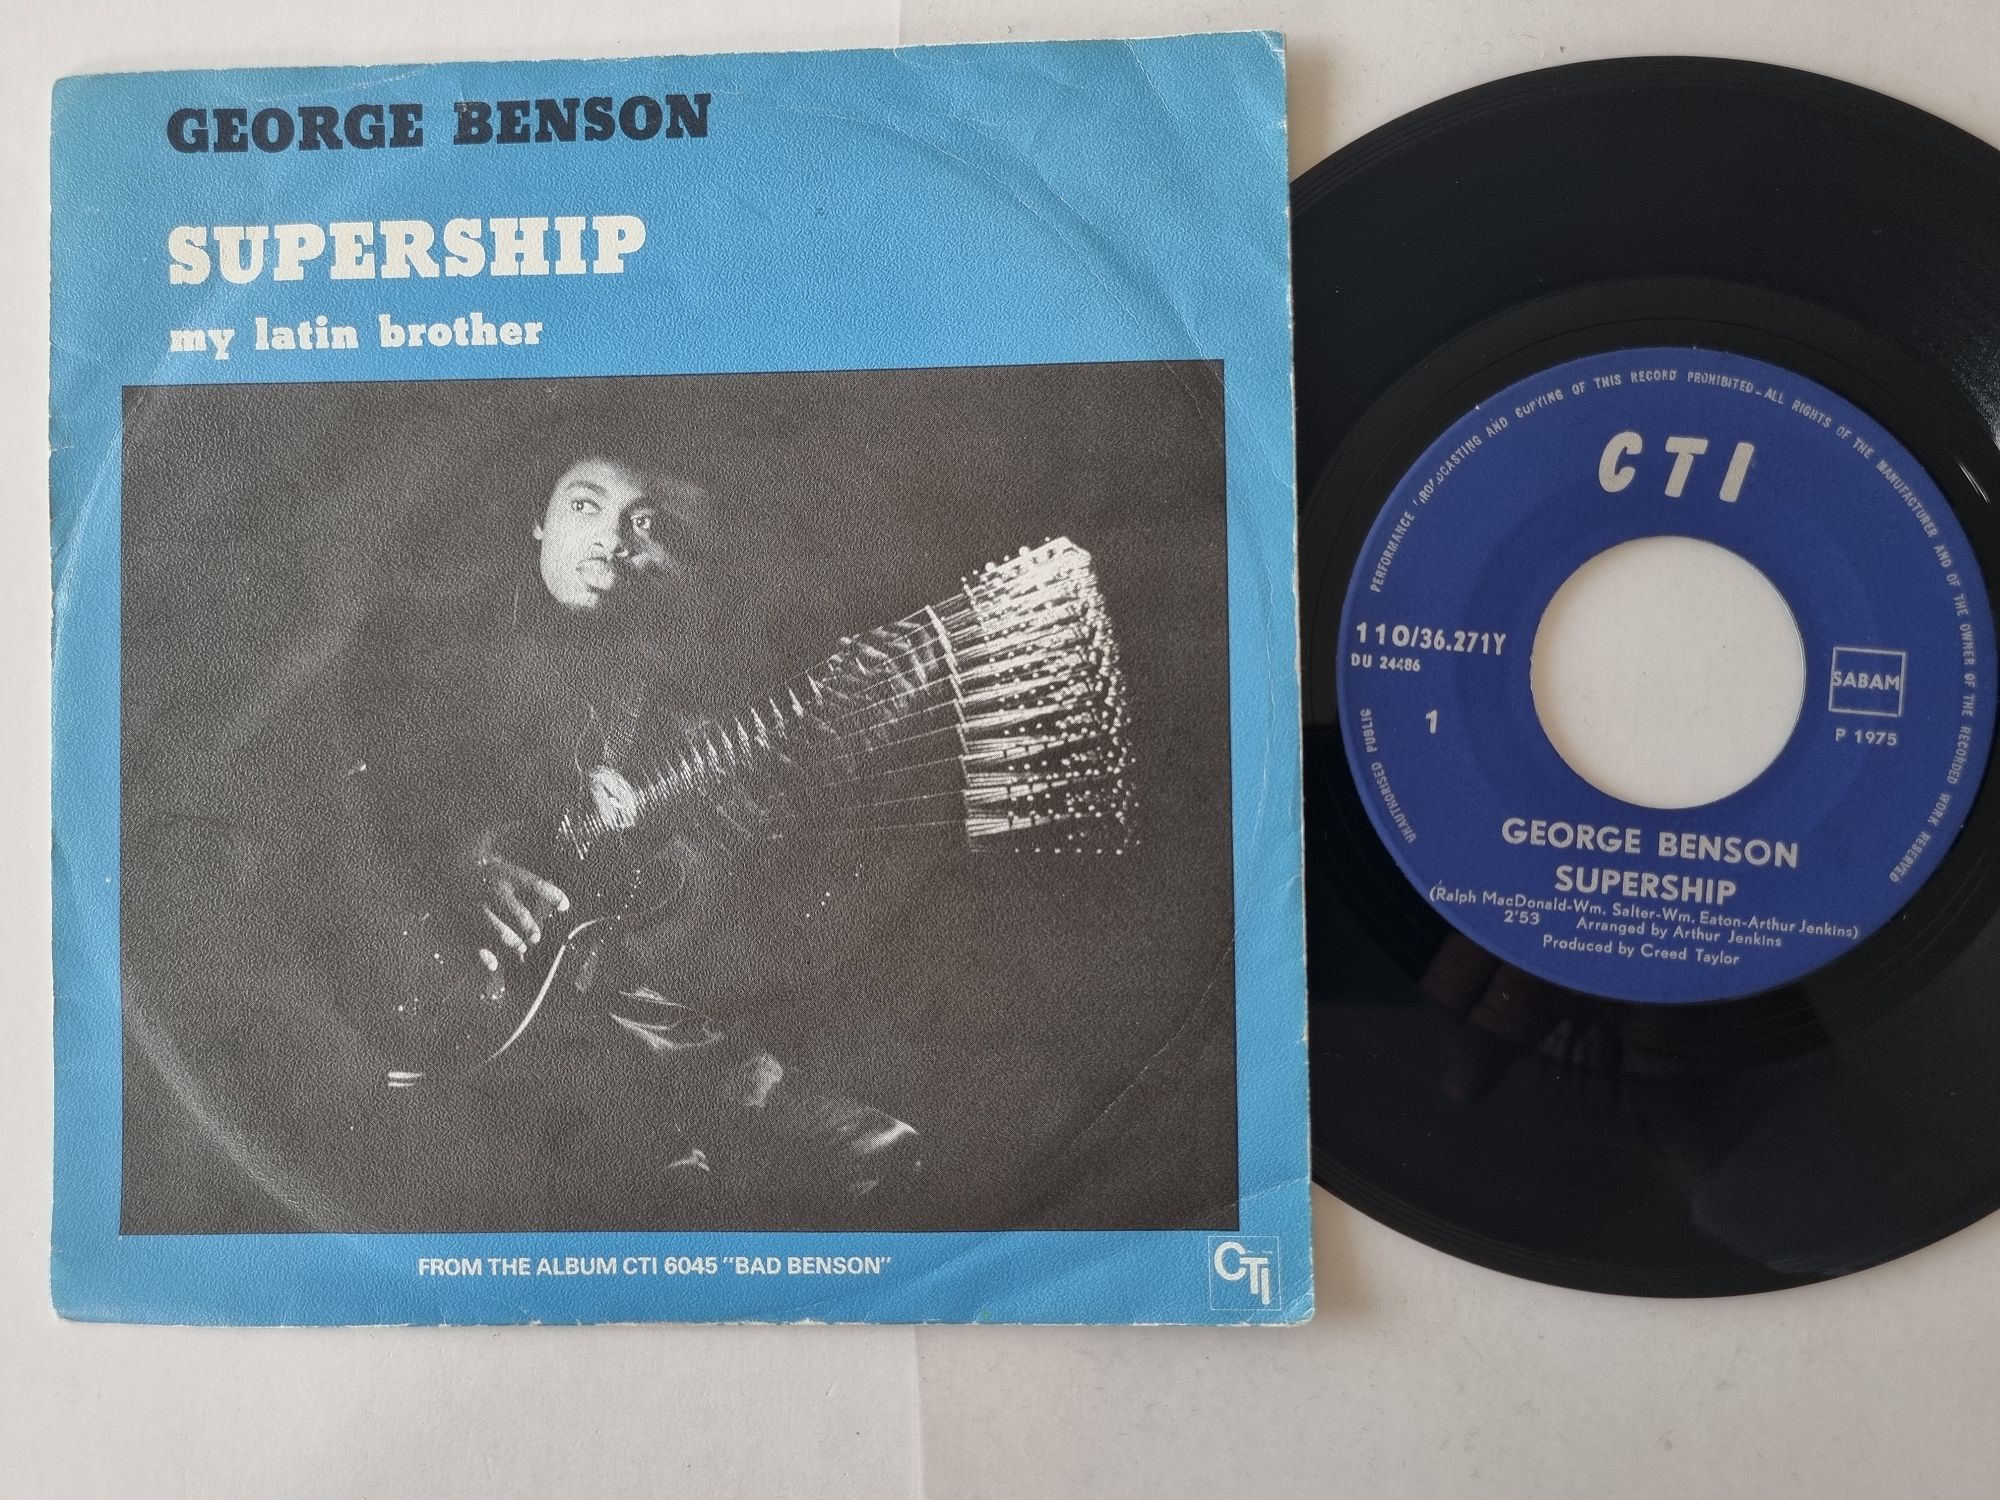 GEORGE BENSON
SUPERSHIP
my latin brother
FROM THE ALBUM CTI 6045 "BAD BENSON"
CTI
UNAUTHORISED PUBLIC PERFORMANCE BROADCASTING AND COPYING OF THIS RECORD PROHIBITED - ALL RIGHTS OF THE MANUFACTURER AND OF THE OWNER OF THE RECORDED WORK RESERVED
CTI
110/36.271Y
DU 24486
1
SABAM
P 1975
GEORGE BENSON
SUPERSHIP
(Ralph MacDonald-Wm. Salter-Wm. Eaton-Arthur Jenkins)
2'53 Arranged by Arthur Jenkins
Produced by Creed Taylor